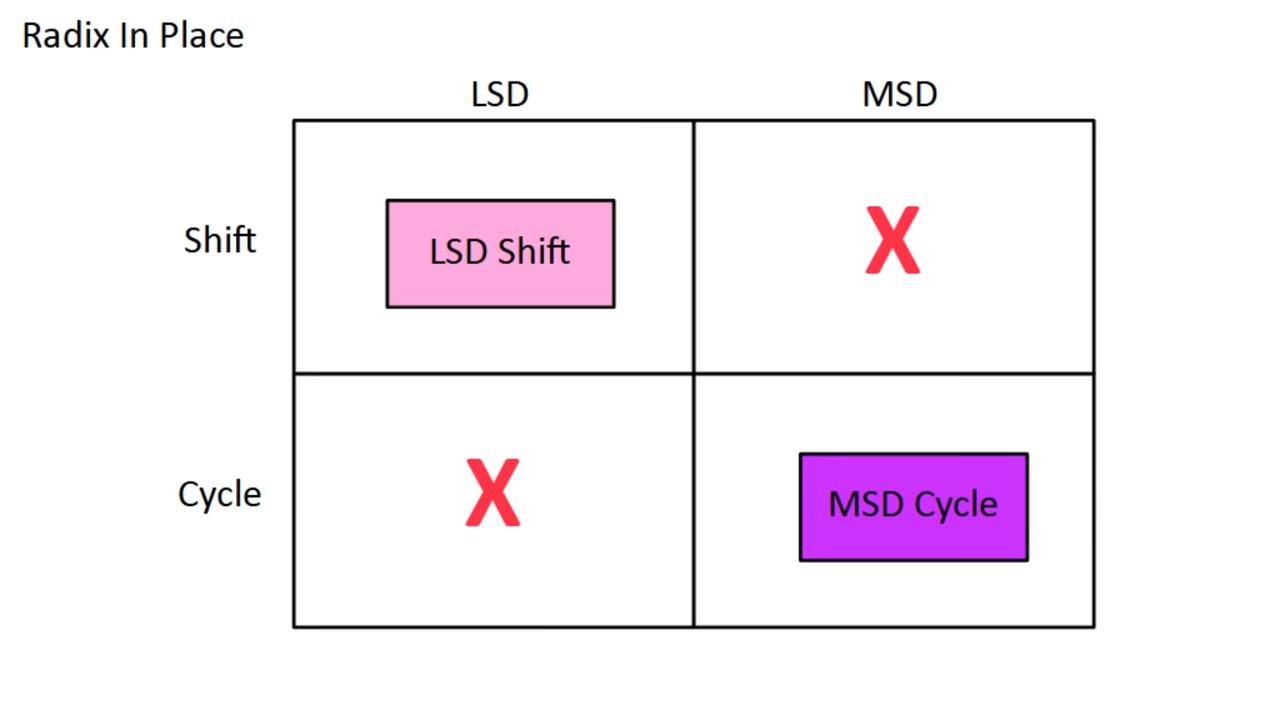 Radix In Place
LSD MSD
Shift
LSD Shift
X
Cycle
X
MSD Cycle